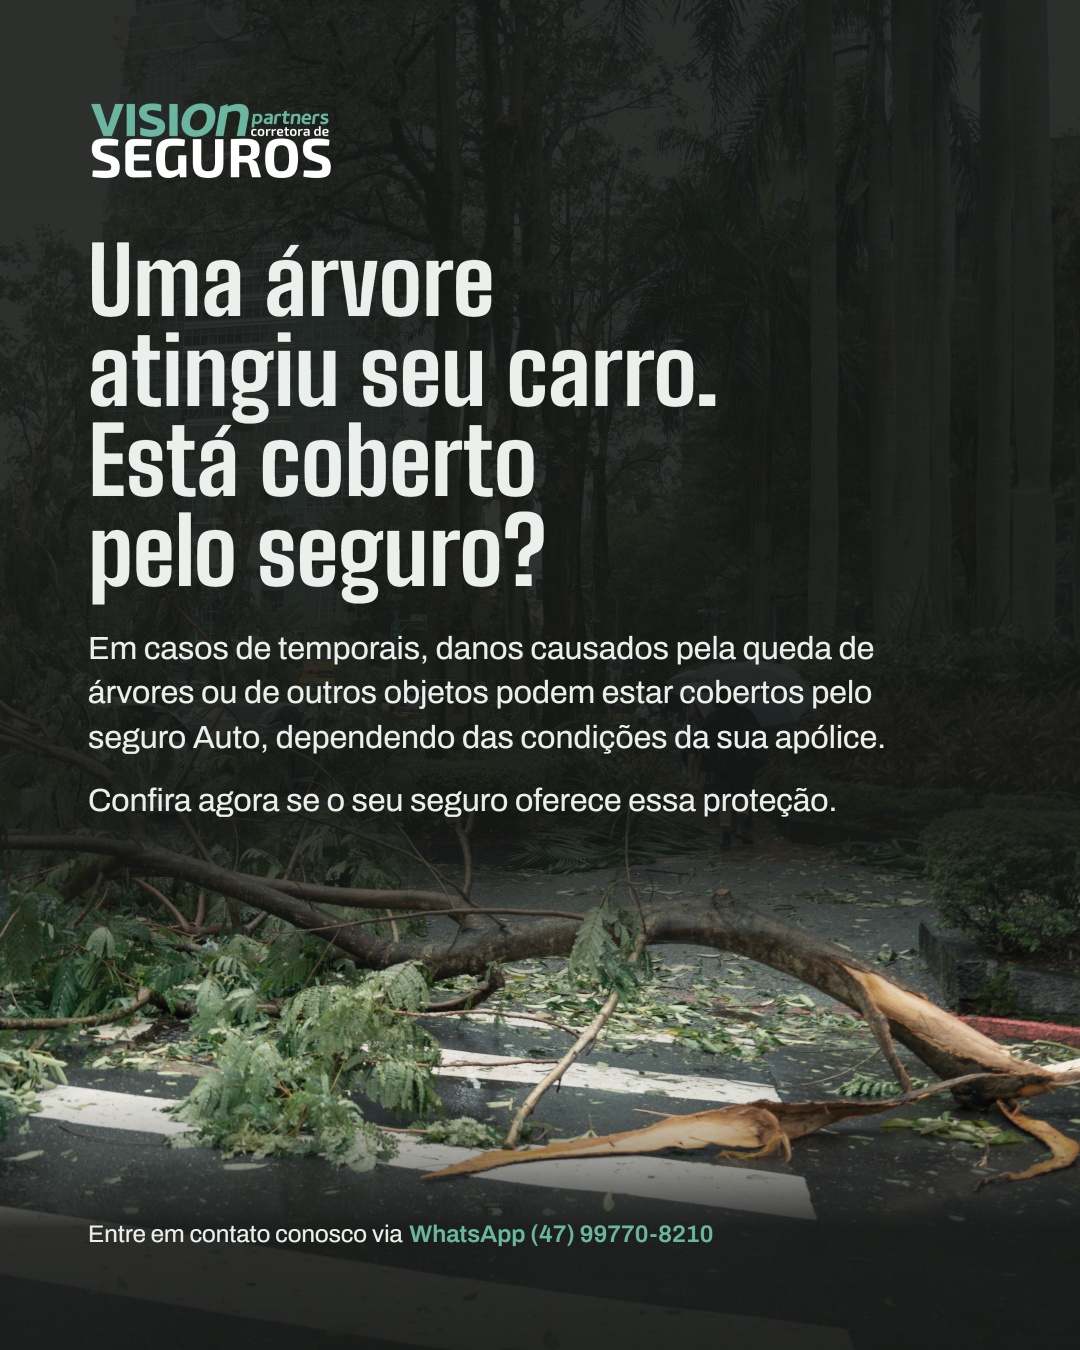 VISION partners
corretora de
SEGUROS
Uma árvore
atingiu seu carro.
Está coberto
pelo seguro?
Em casos de temporais, danos causados pela queda de
árvores ou de outros objetos podem estar cobertos pelo
seguro Auto, dependendo das condições da sua apólice.
Confira agora se o seu seguro oferece essa proteção.
Entre em contato conosco via WhatsApp (47) 99770-8210